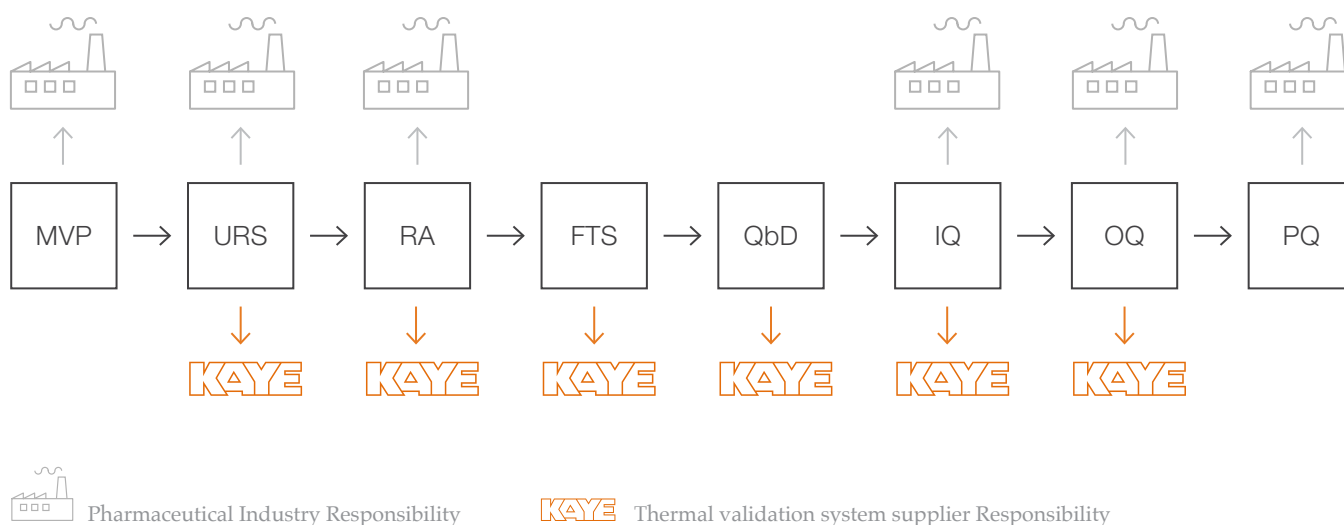 MVP URS RA FTS QbD IQ OQ PQ
KAYE KAYE KAYE KAYE KAYE KAYE
Pharmaceutical Industry Responsibility KAYE Thermal validation system supplier Responsibility